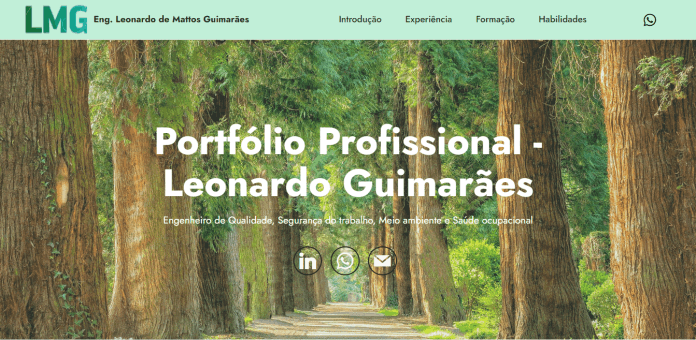 LMG
Eng. Leonardo de Mattos Guimarães
Introdução
Experiência
Formação
Habilidades
Portfólio Profissional -
Leonardo Guimarães
Engenheiro de Qualidade, Segurança do trabalho, Meio ambiente e Saúde ocupacional
in